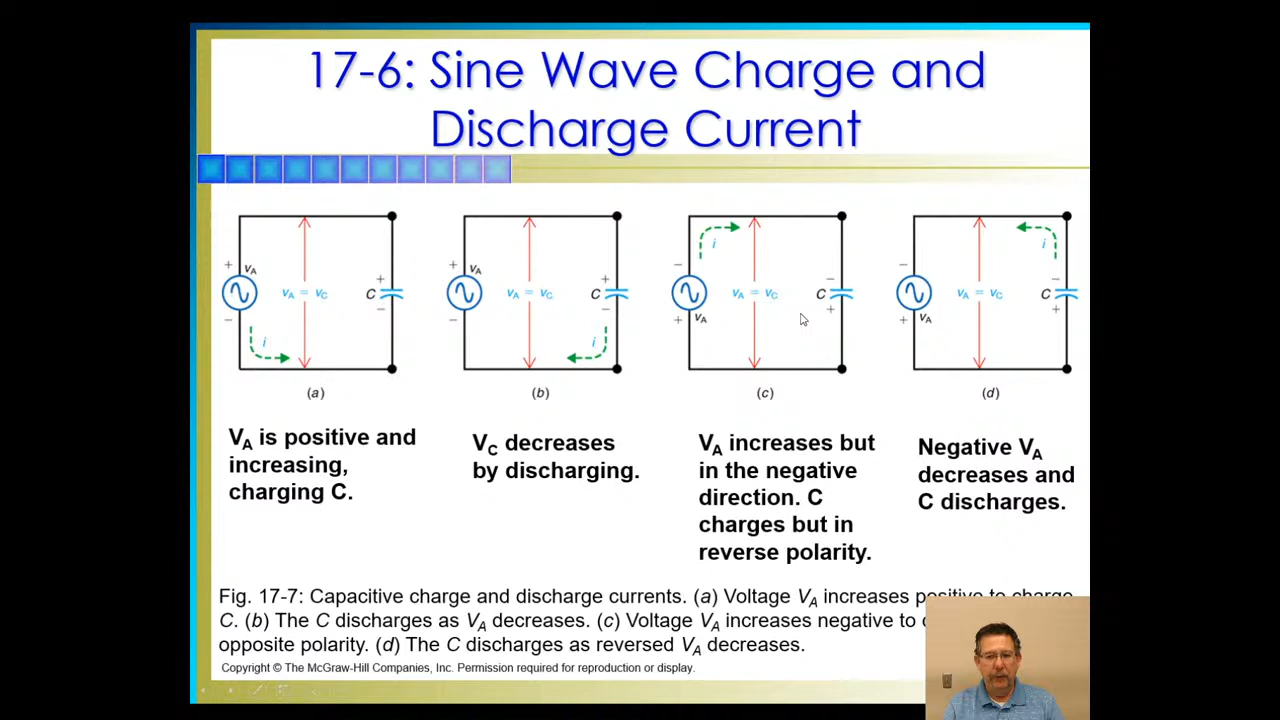 17-6: Sine Wave Charge and
Discharge Current
+ vA − vA = vC C + − i
+ vA − vA = vC C + − i
− vA + vA = vC C − + i
− vA + vA = vC C − + i
(a) (b) (c) (d)
VA is positive and
increasing,
charging C.
VC decreases
by discharging.
VA increases but
in the negative
direction. C
charges but in
reverse polarity.
Negative VA
decreases and
C discharges.
Fig. 17-7: Capacitive charge and discharge currents. (a) Voltage VA increases positive to charge
C. (b) The C discharges as VA decreases. (c) Voltage VA increases negative to
opposite polarity. (d) The C discharges as reversed VA decreases.
Copyright © The McGraw-Hill Companies, Inc. Permission required for reproduction or display.